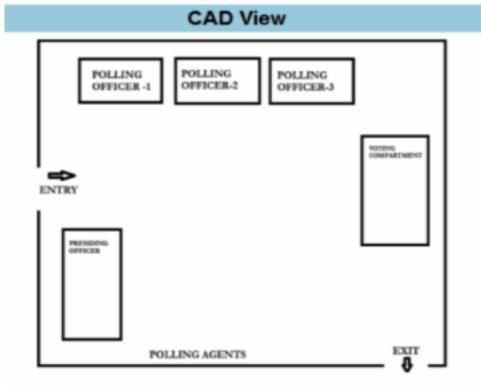 CAD View
POLLING
OFFICER -1
POLLING
OFFICER-2
POLLING
OFFICER-3
VOTING
COMPARTMENT
ENTRY
PRESIDING
OFFICER
POLLING AGENTS
EXIT